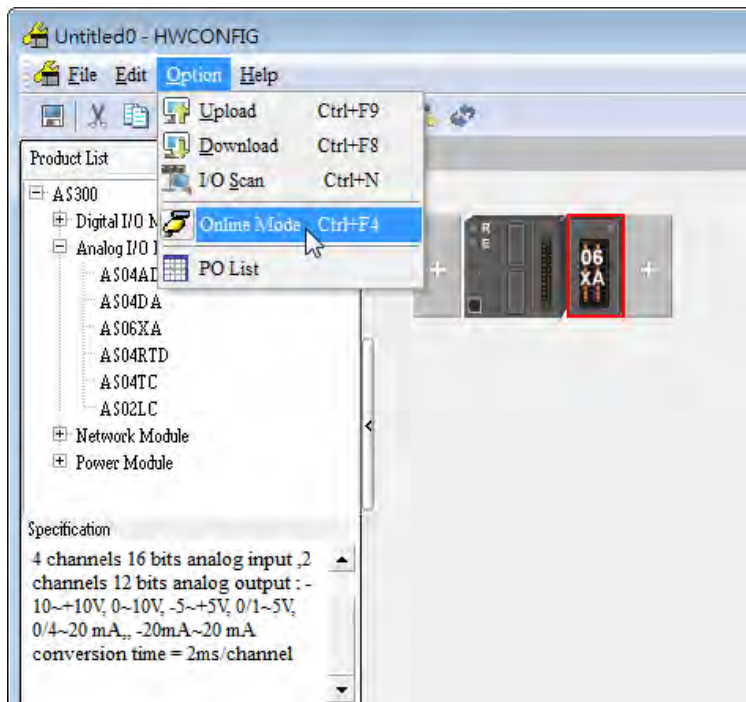 Untitled0 - HWCONFIG
File Edit Option Help
Upload Ctrl+F9
Download Ctrl+F8
I/O Scan Ctrl+N
Online Mode Ctrl+F4
PO List
Product List
AS300
Digital I/O
Analog I/O
AS04AD
AS04DA
AS06XA
AS04RTD
AS04TC
AS02LC
Network Module
Power Module
R
E
06
XA
Specification
4 channels 16 bits analog input ,2
channels 12 bits analog output : -
10~+10V, 0~10V, -5~+5V, 0/1~5V,
0/4~20 mA,, -20mA~20 mA
conversion time = 2ms/channel